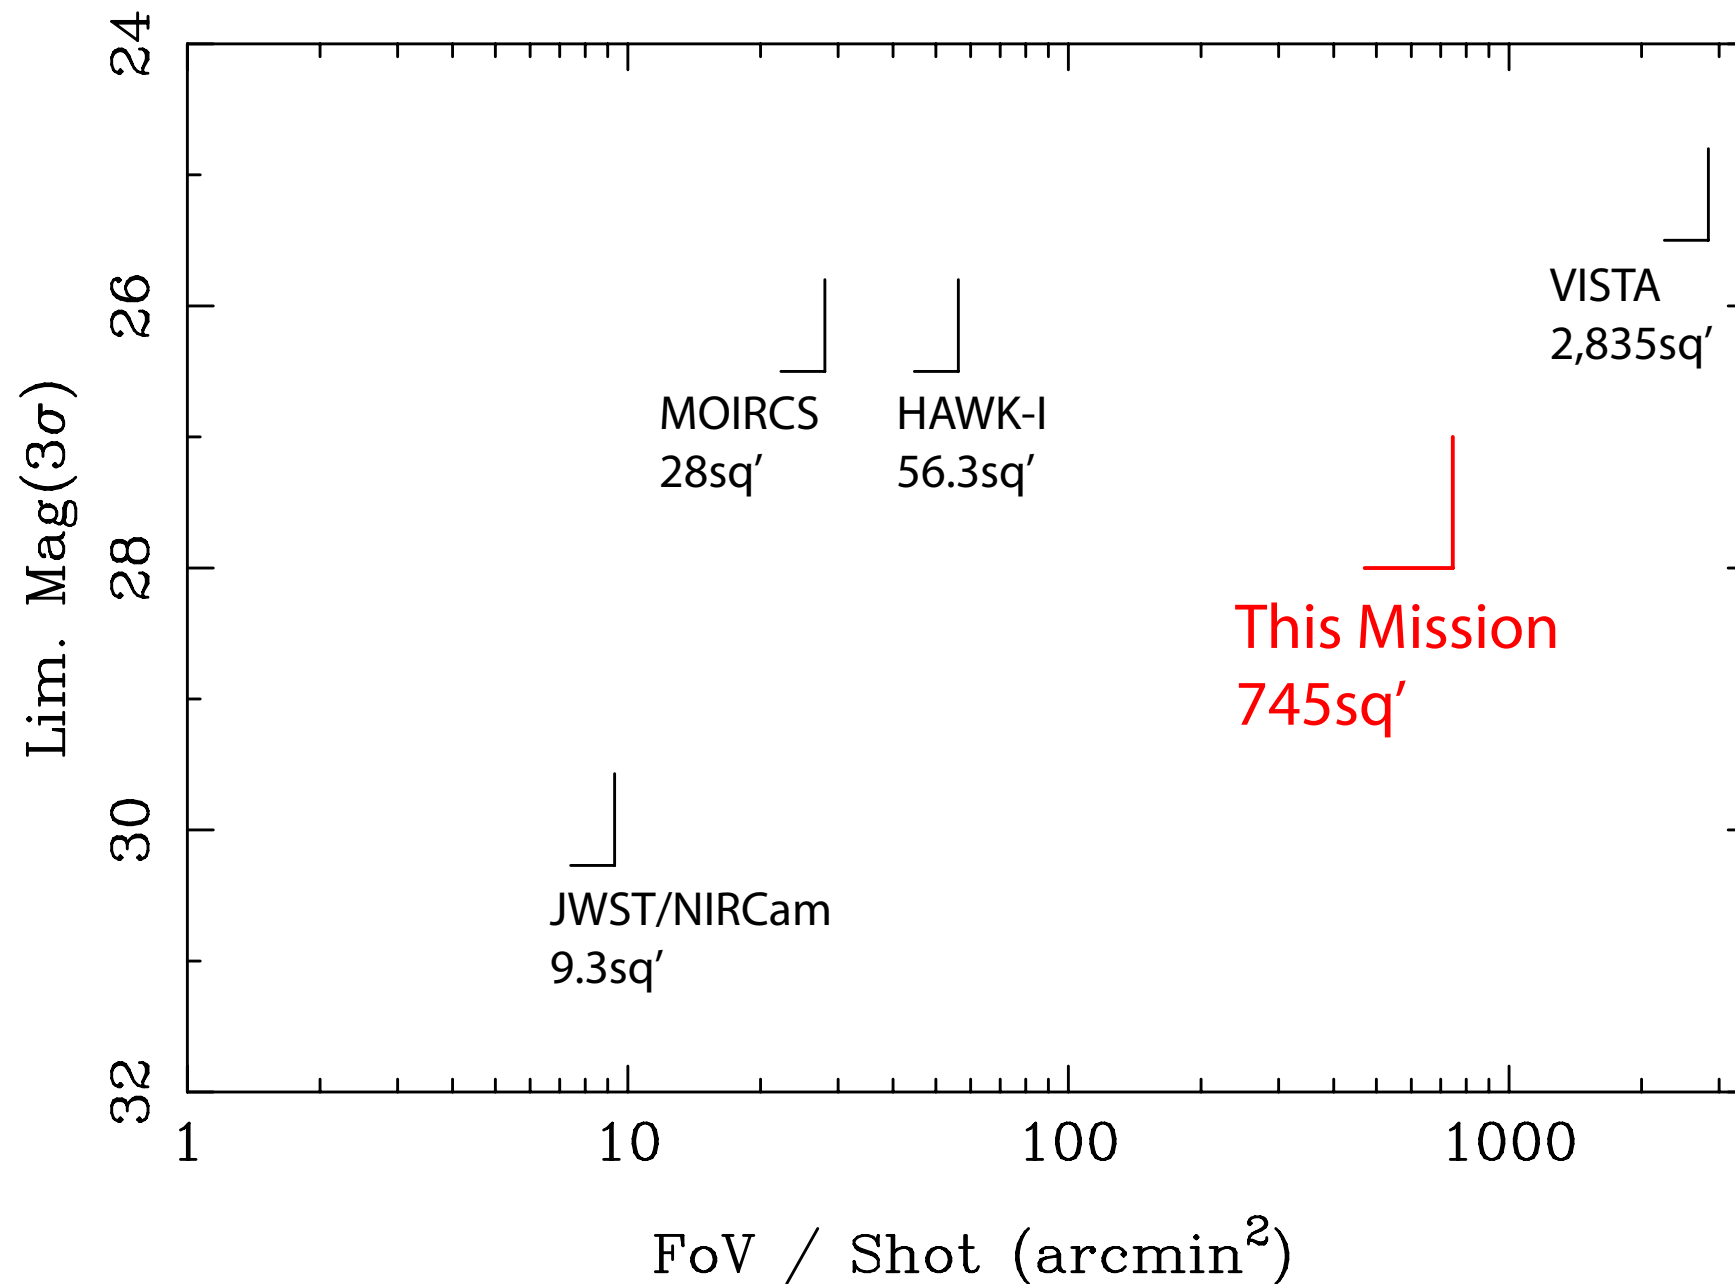 24
26
28
30
32
Lim. Mag(3σ)
VISTA
2,835sq’
MOIRCS
28sq’
HAWK-I
56.3sq’
This Mission
745sq’
JWST/NIRCam
9.3sq’
1 10 100 1000
FoV / Shot (arcmin²)